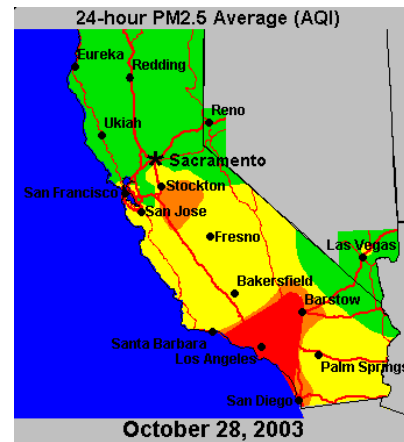 24-hour PM2.5 Average (AQI)
Eureka
Redding
Reno
Ukiah
Sacramento
San Francisco
Stockton
San Jose
Fresno
Las Vegas
Bakersfield
Barstow
Santa Barbara
Los Angeles
Palm Springs
San Diego
October 28, 2003